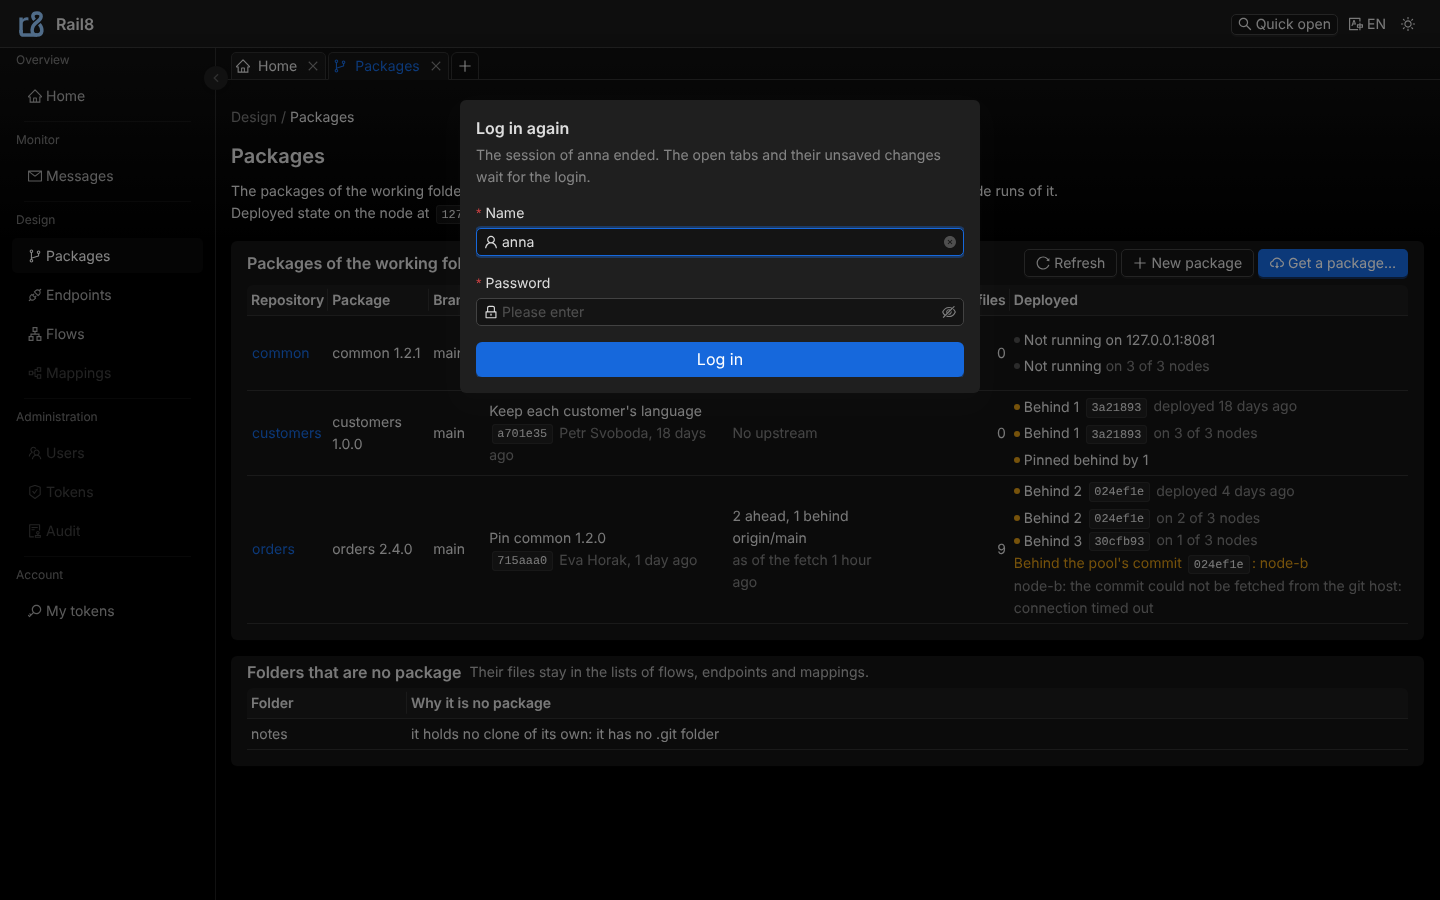 Rail8
Quick open
EN
Overview
Home
Monitor
Messages
Design
Packages
Endpoints
Flows
Mappings
Administration
Users
Tokens
Audit
Account
My tokens
Home
Packages
Design / Packages
Packages
The packages of the working folde
de runs of it.
Deployed state on the node at 127
Log in again
The session of anna ended. The open tabs and their unsaved changes
wait for the login.
* Name
anna
* Password
Please enter
Log in
Packages of the working fol
Refresh
New package
Get a package...
Repository Package Bran files Deployed
common common 1.2.1 main 0
Not running on 127.0.0.1:8081
Not running on 3 of 3 nodes
customers
customers
1.0.0
main
Keep each customer's language
a701e35 Petr Svoboda, 18 days
ago
No upstream
0
Behind 1 3a21893 deployed 18 days ago
Behind 1 3a21893 on 3 of 3 nodes
Pinned behind by 1
orders orders 2.4.0 main
Pin common 1.2.0
715aaa0 Eva Horak, 1 day ago
2 ahead, 1 behind
origin/main
as of the fetch 1 hour
ago
9
Behind 2 024ef1e deployed 4 days ago
Behind 2 024ef1e on 2 of 3 nodes
Behind 3 30cfb93 on 1 of 3 nodes
Behind the pool's commit 024ef1e : node-b
node-b: the commit could not be fetched from the git host:
connection timed out
Folders that are no package Their files stay in the lists of flows, endpoints and mappings.
Folder Why it is no package
notes it holds no clone of its own: it has no .git folder